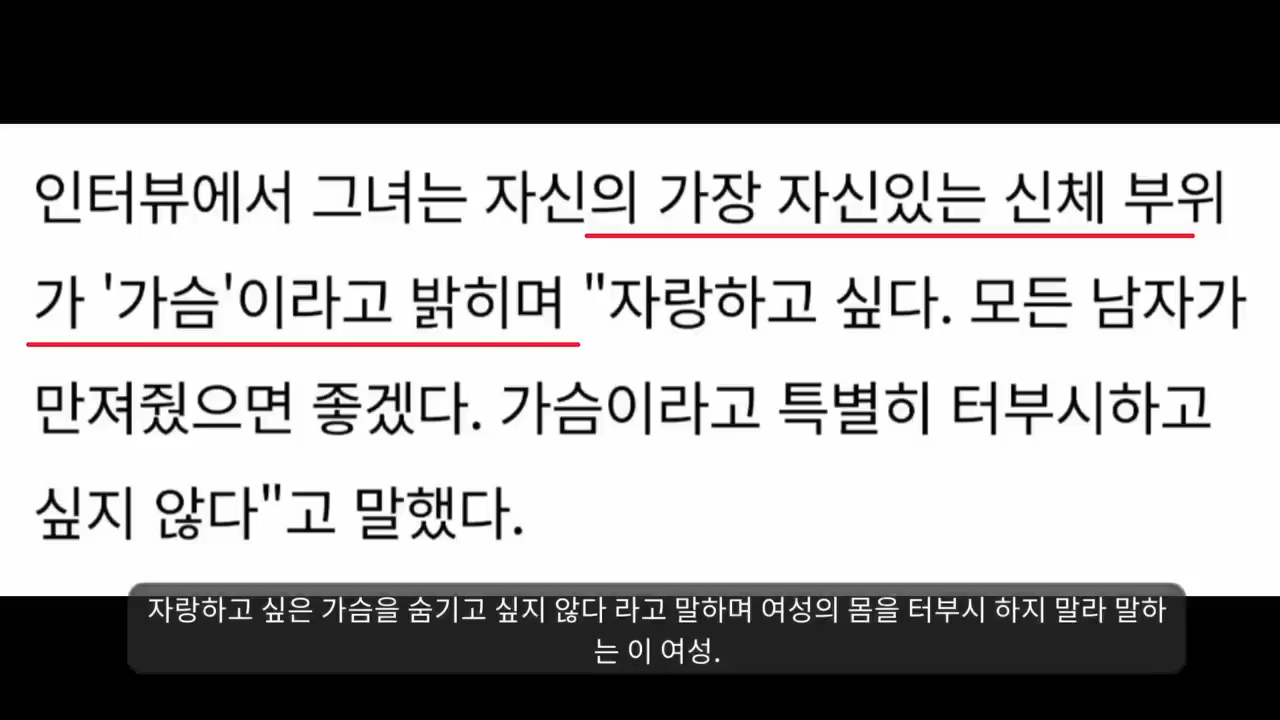 인터뷰에서 그녀는 자신의 가장 자신있는 신체 부위
가 '가슴'이라고 밝히며 "자랑하고 싶다. 모든 남자가
만져줬으면 좋겠다. 가슴이라고 특별히 터부시하고
싶지 않다"고 말했다.
자랑하고 싶은 가슴을 숨기고 싶지 않다 라고 말하며 여성의 몸을 터부시 하지 말라 말하
는 이 여성.